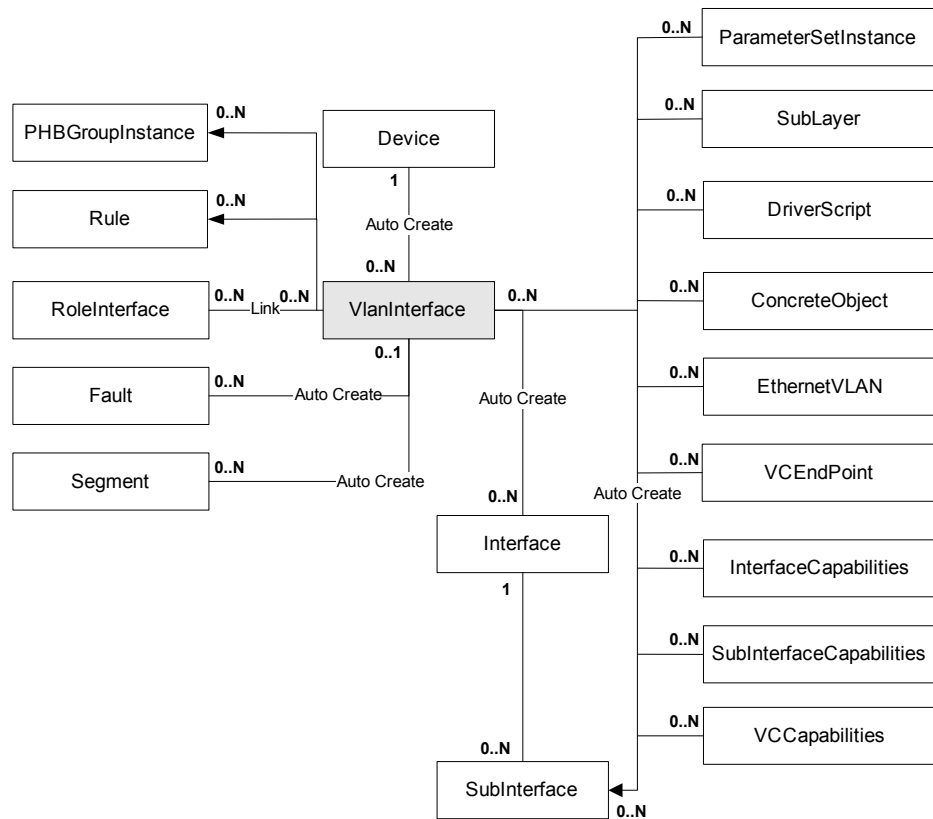 0..N
ParameterSetInstance
0..N
SubLayer
0..N
PHBGroupInstance
Device
1
0..N
Rule
0..N
DriverScript
Auto Create
0..N
RoleInterface
0..N
Link
0..N
VlanInterface
0..N
0..N
ConcreteObject
0..1
0..N
Fault
Auto Create
Auto Create
0..N
EthernetVLAN
0..N
Segment
Auto Create
0..N
VCEndPoint
Auto Create
0..N
Interface
1
0..N
InterfaceCapabilities
0..N
SubInterfaceCapabilities
0..N
VCCapabilities
0..N
SubInterface
0..N